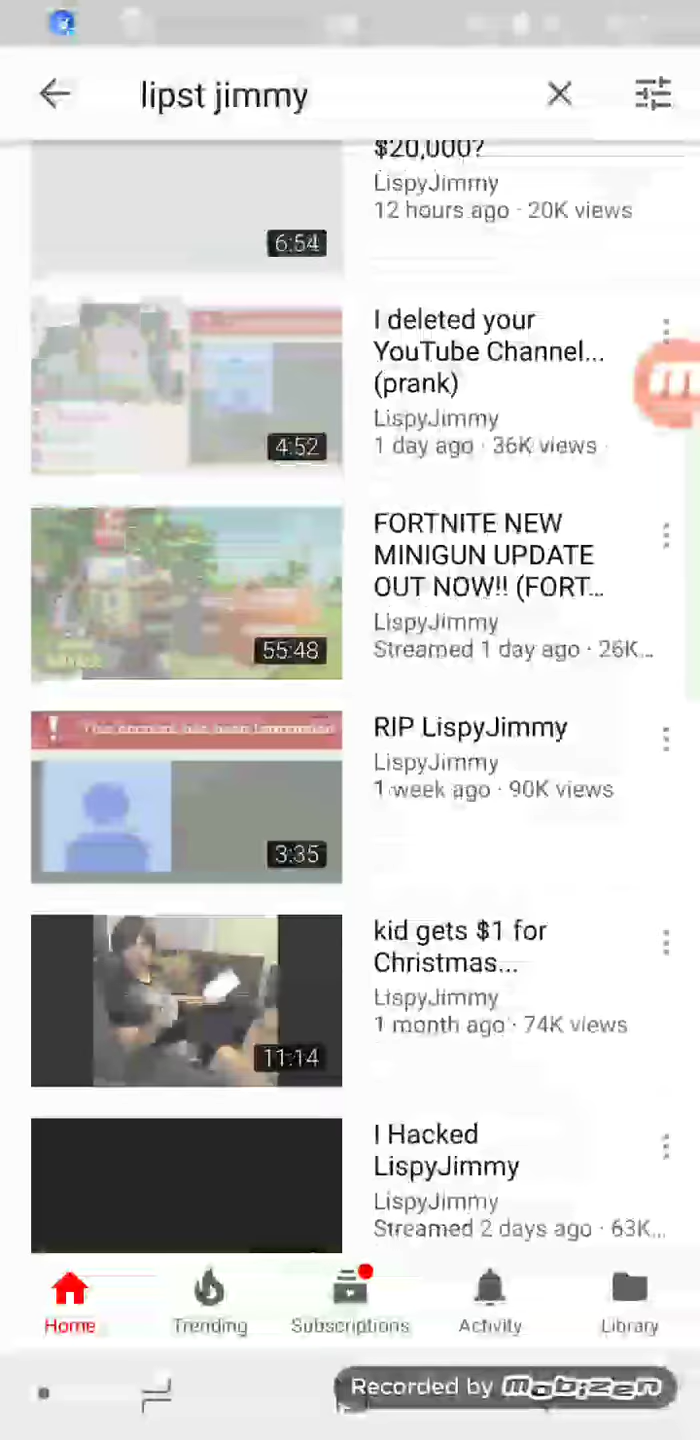 lipst jimmy
$20,000?
LispyJimmy
12 hours ago · 20K views
6:54
I deleted your
YouTube Channel...
(prank)
LispyJimmy
1 day ago · 36K views
4:52
FORTNITE NEW
MINIGUN UPDATE
OUT NOW!! (FORT...
LispyJimmy
Streamed 1 day ago · 26K...
55:48
RIP LispyJimmy
LispyJimmy
1 week ago · 90K views
3:35
kid gets $1 for
Christmas...
LispyJimmy
1 month ago · 74K views
11:14
I Hacked
LispyJimmy
LispyJimmy
Streamed 2 days ago · 63K...
Home
Trending
Subscriptions
Activity
Library
Recorded by mobizen